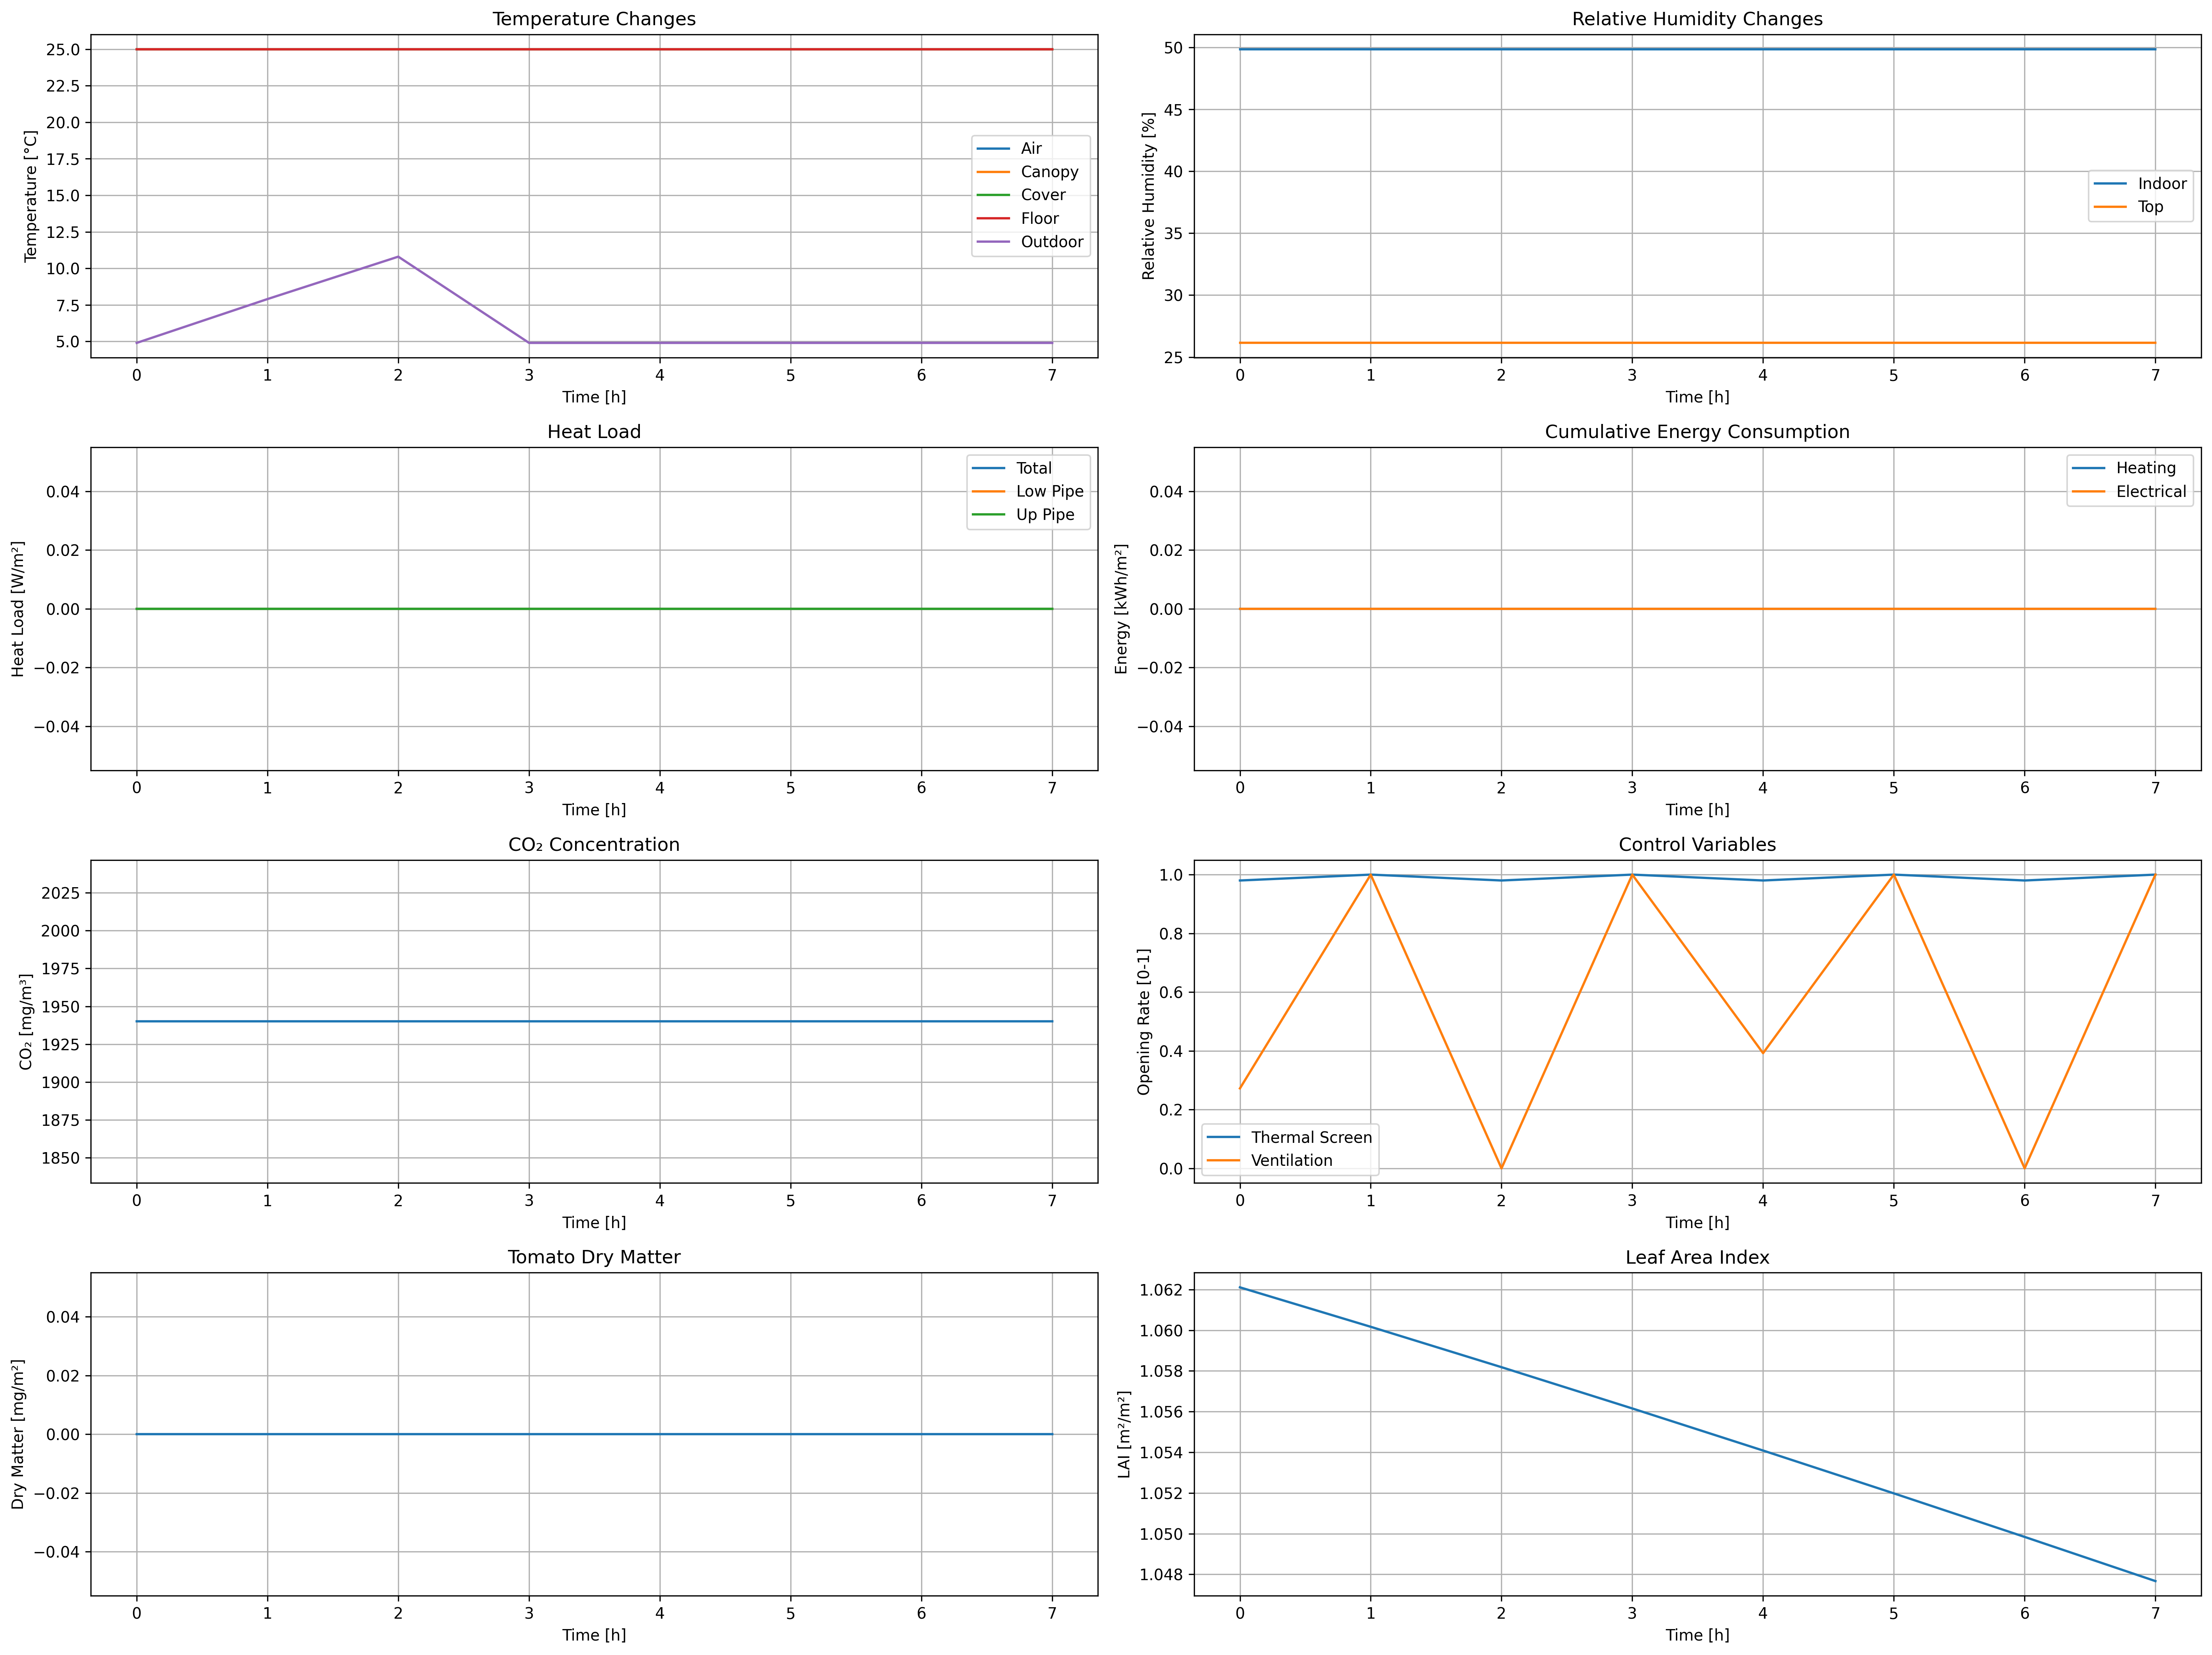 Temperature Changes
Temperature [°C]
25.0
22.5
20.0
17.5
15.0
12.5
10.0
7.5
5.0
Air
Canopy
Cover
Floor
Outdoor
0 1 2 3 4 5 6 7
Time [h]
Relative Humidity Changes
Relative Humidity [%]
50
45
40
35
30
25
Indoor
Top
0 1 2 3 4 5 6 7
Time [h]
Heat Load
Heat Load [W/m²]
0.04
0.02
0.00
−0.02
−0.04
Total
Low Pipe
Up Pipe
0 1 2 3 4 5 6 7
Time [h]
Cumulative Energy Consumption
Energy [kWh/m²]
0.04
0.02
0.00
−0.02
−0.04
Heating
Electrical
0 1 2 3 4 5 6 7
Time [h]
CO₂ Concentration
CO₂ [mg/m³]
2025
2000
1975
1950
1925
1900
1875
1850
0 1 2 3 4 5 6 7
Time [h]
Control Variables
Opening Rate [0-1]
1.0
0.8
0.6
0.4
0.2
0.0
Thermal Screen
Ventilation
0 1 2 3 4 5 6 7
Time [h]
Tomato Dry Matter
Dry Matter [mg/m²]
0.04
0.02
0.00
−0.02
−0.04
0 1 2 3 4 5 6 7
Time [h]
Leaf Area Index
LAI [m²/m²]
1.062
1.060
1.058
1.056
1.054
1.052
1.050
1.048
0 1 2 3 4 5 6 7
Time [h]